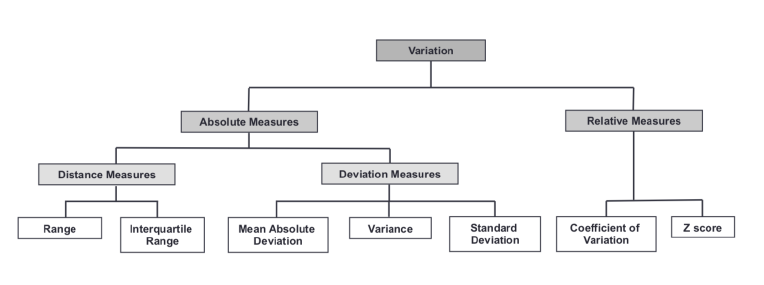 Variation
Absolute Measures
Relative Measures
Distance Measures
Deviation Measures
Range
Interquartile
Range
Mean Absolute
Deviation
Variance
Standard
Deviation
Coefficient of
Variation
Z score